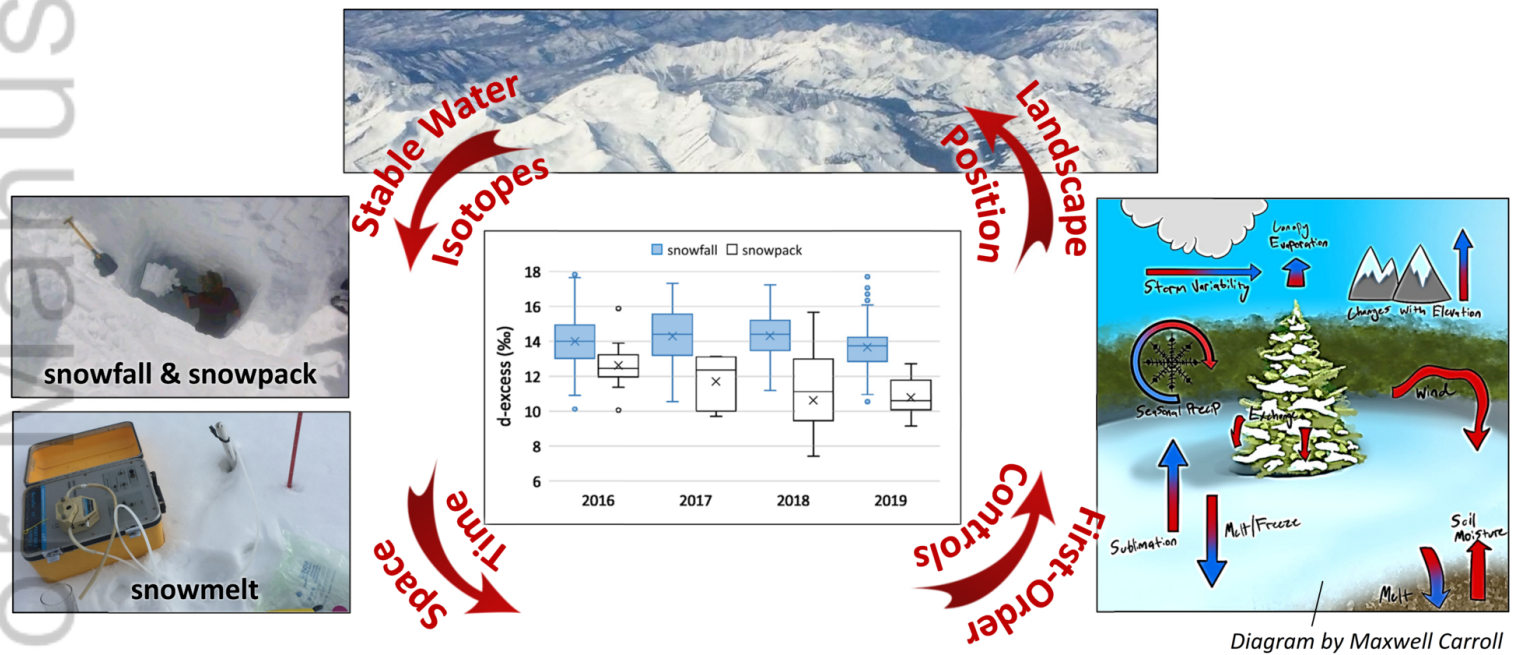 Stable Water
Isotopes
Landscape
Position
snowfall & snowpack
snowmelt
snowfall snowpack
d-excess (‰)
18
16
14
12
10
8
6
2016 2017 2018 2019
Space
Time
Controls
First-Order
Canopy
Evaporation
Storm Variability
Changes with Elevation
Seasonal Precip
Exchange
Wind
Sublimation
Melt/Freeze
Soil
Moisture
Melt
Diagram by Maxwell Carroll